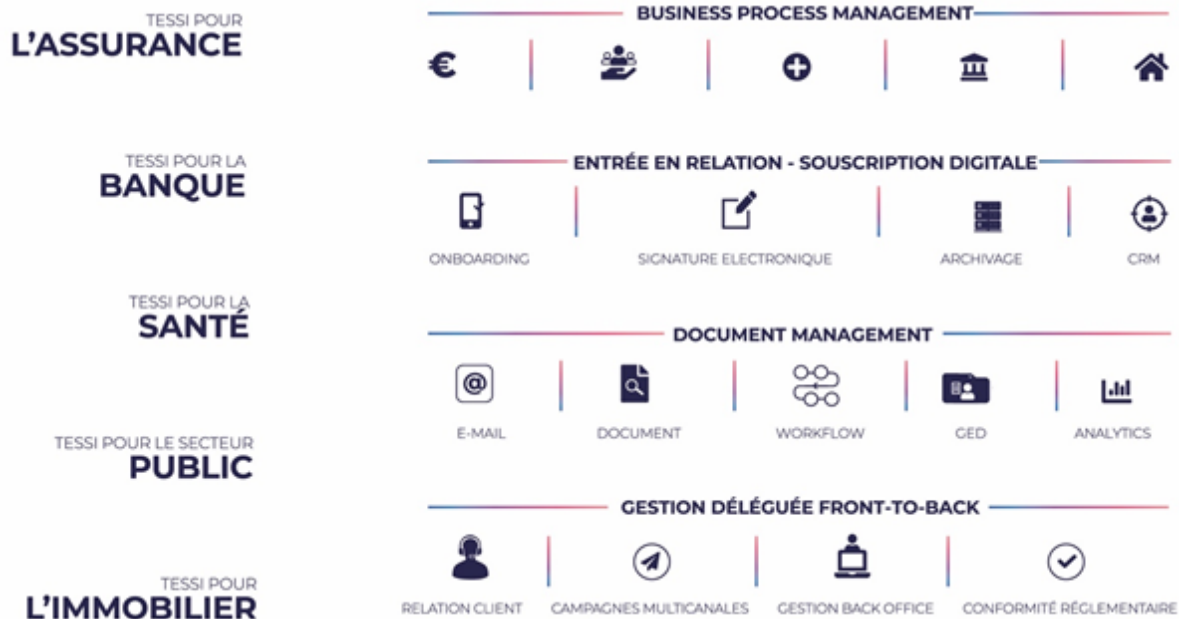 TESSI POUR
L'ASSURANCE
TESSI POUR LA
BANQUE
TESSI POUR LA
SANTÉ
TESSI POUR LE SECTEUR
PUBLIC
TESSI POUR
L'IMMOBILIER
BUSINESS PROCESS MANAGEMENT
ENTRÉE EN RELATION - SOUSCRIPTION DIGITALE
ONBOARDING SIGNATURE ELECTRONIQUE ARCHIVAGE CRM
DOCUMENT MANAGEMENT
E-MAIL DOCUMENT WORKFLOW GED ANALYTICS
GESTION DÉLÉGUÉE FRONT-TO-BACK
RELATION CLIENT CAMPAGNES MULTICANALES GESTION BACK OFFICE CONFORMITÉ RÉGLEMENTAIRE